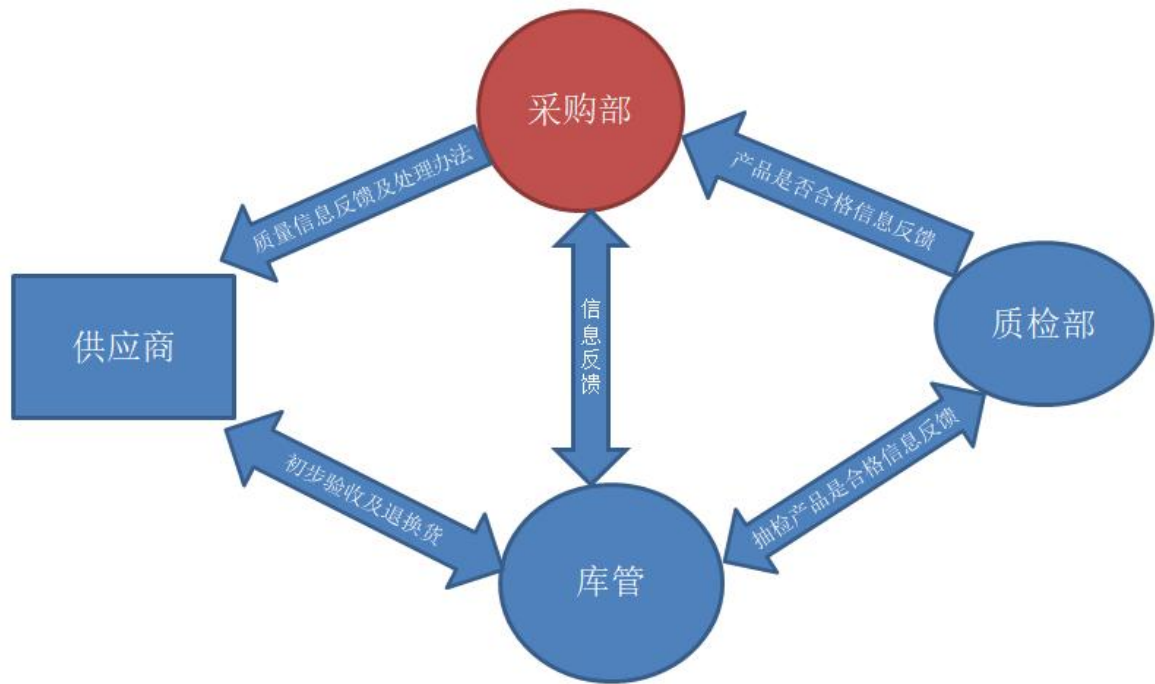 采购部
质量信息反馈及处理办法
产品是否合格信息反馈
信息反馈
供应商
质检部
初步验收及退换货
抽检产品是合格信息反馈
库管